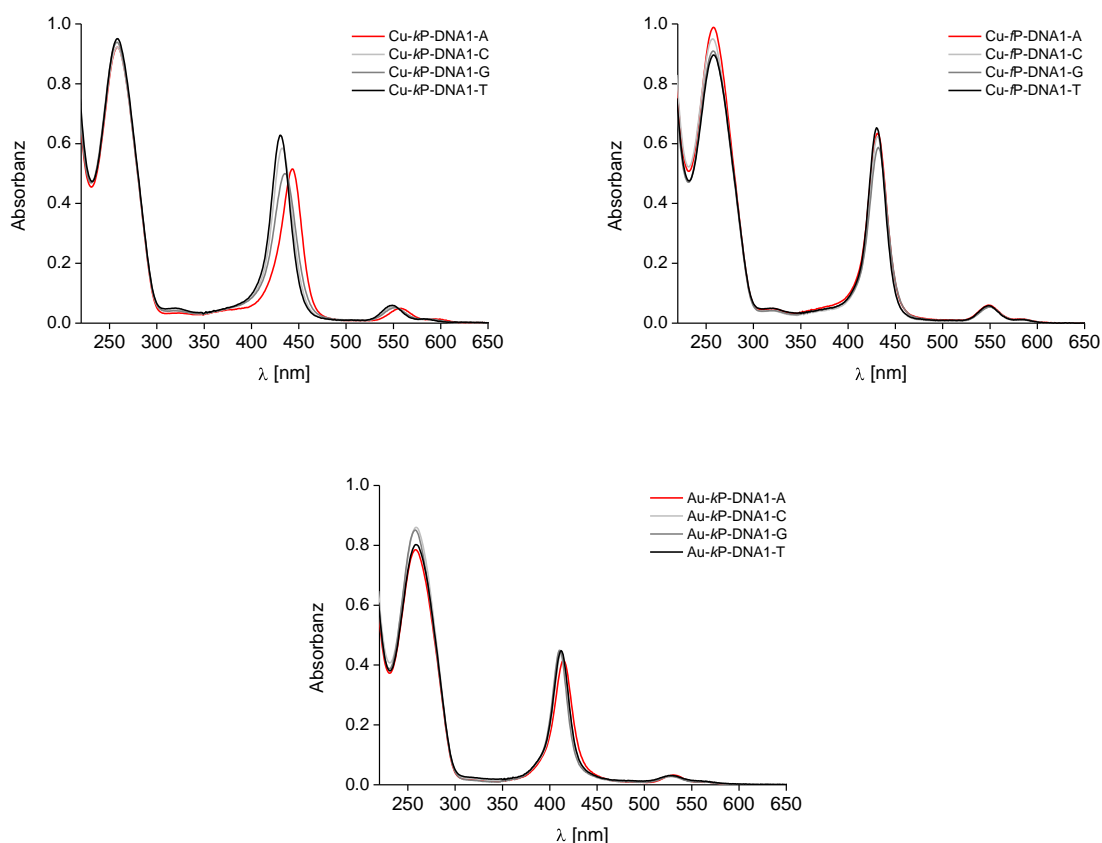 1.0
0.8
0.6
0.4
0.2
0.0
Absorbanz
250 300 350 400 450 500 550 600 650
λ [nm]
Cu-kP-DNA1-A
Cu-kP-DNA1-C
Cu-kP-DNA1-G
Cu-kP-DNA1-T
1.0
0.8
0.6
0.4
0.2
0.0
Absorbanz
250 300 350 400 450 500 550 600 650
λ [nm]
Cu-fP-DNA1-A
Cu-fP-DNA1-C
Cu-fP-DNA1-G
Cu-fP-DNA1-T
1.0
0.8
0.6
0.4
0.2
0.0
Absorbanz
250 300 350 400 450 500 550 600 650
λ [nm]
Au-kP-DNA1-A
Au-kP-DNA1-C
Au-kP-DNA1-G
Au-kP-DNA1-T